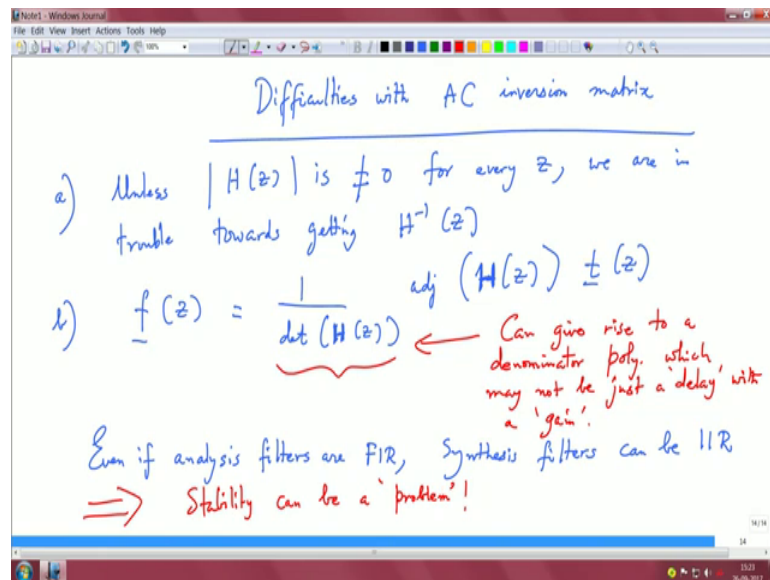 Note1 - Windows Journal
File Edit View Insert Actions Tools Help
100%
B I
Difficulties with AC inversion matrix
a) Unless |H(z)| is ≠ 0 for every z, we are in
trouble towards getting H⁻¹(z)
b) f(z) = 1 / det(H(z)) adj (H(z)) t(z)
Can give rise to a
denominator poly. which
may not be just a 'delay' with
a 'gain'.
Even if analysis filters are FIR, Synthesis filters can be IIR
⟹ Stability can be a 'problem'!
14/14
14
15:23